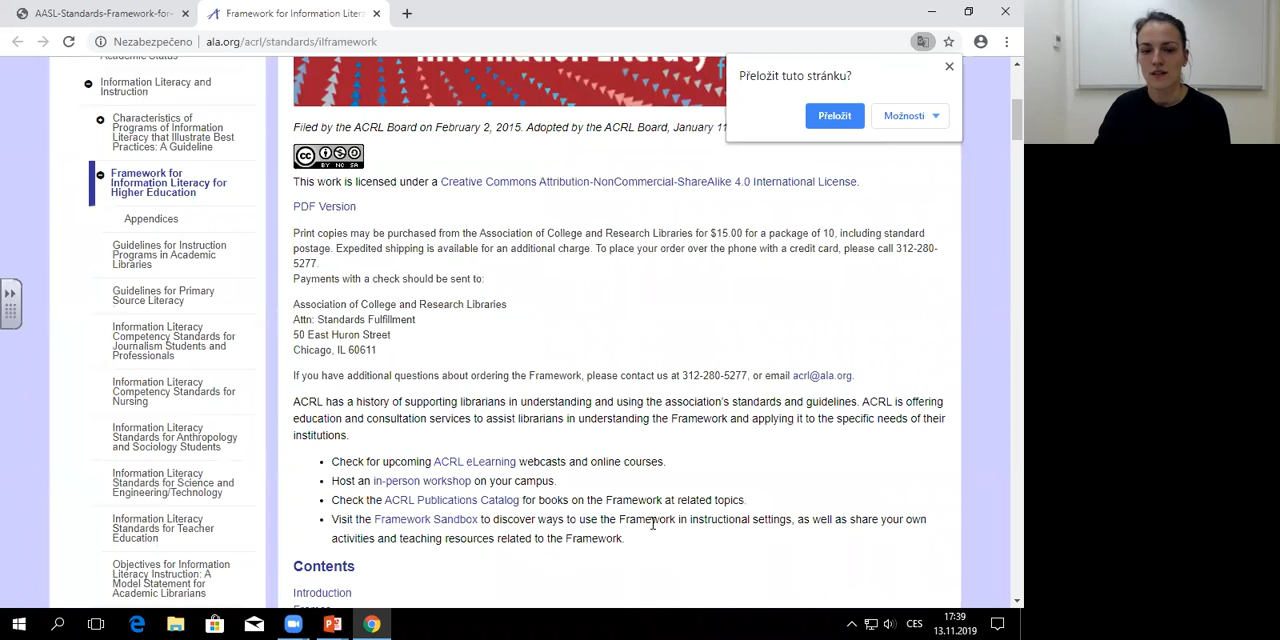 AASL-Standards-Framework-for-
Framework for Information Litera
Nezabezpečeno
ala.org/acrl/standards/ilframework
Přeložit tuto stránku?
Přeložit
Možnosti
Academic Status
Information Literacy and
Instruction
Characteristics of
Programs of Information
Literacy that Illustrate Best
Practices: A Guideline
Framework for
Information Literacy for
Higher Education
Appendices
Guidelines for Instruction
Programs in Academic
Libraries
Guidelines for Primary
Source Literacy
Information Literacy
Competency Standards for
Journalism Students and
Professionals
Information Literacy
Competency Standards for
Nursing
Information Literacy
Standards for Anthropology
and Sociology Students
Information Literacy
Standards for Science and
Engineering/Technology
Information Literacy
Standards for Teacher
Education
Objectives for Information
Literacy Instruction: A
Model Statement for
Academic Librarians
Information Literacy
Filed by the ACRL Board on February 2, 2015. Adopted by the ACRL Board, January 11
CC BY NC SA
This work is licensed under a Creative Commons Attribution-NonCommercial-ShareAlike 4.0 International License.
PDF Version
Print copies may be purchased from the Association of College and Research Libraries for $15.00 for a package of 10, including standard
postage. Expedited shipping is available for an additional charge. To place your order over the phone with a credit card, please call 312-280-
5277.
Payments with a check should be sent to:
Association of College and Research Libraries
Attn: Standards Fulfillment
50 East Huron Street
Chicago, IL 60611
If you have additional questions about ordering the Framework, please contact us at 312-280-5277, or email acrl@ala.org.
ACRL has a history of supporting librarians in understanding and using the association's standards and guidelines. ACRL is offering
education and consultation services to assist librarians in understanding the Framework and applying it to the specific needs of their
institutions.
• Check for upcoming ACRL eLearning webcasts and online courses.
• Host an in-person workshop on your campus.
• Check the ACRL Publications Catalog for books on the Framework at related topics.
• Visit the Framework Sandbox to discover ways to use the Framework in instructional settings, as well as share your own
activities and teaching resources related to the Framework.
Contents
Introduction
Frames
CES
17:39
13.11.2019